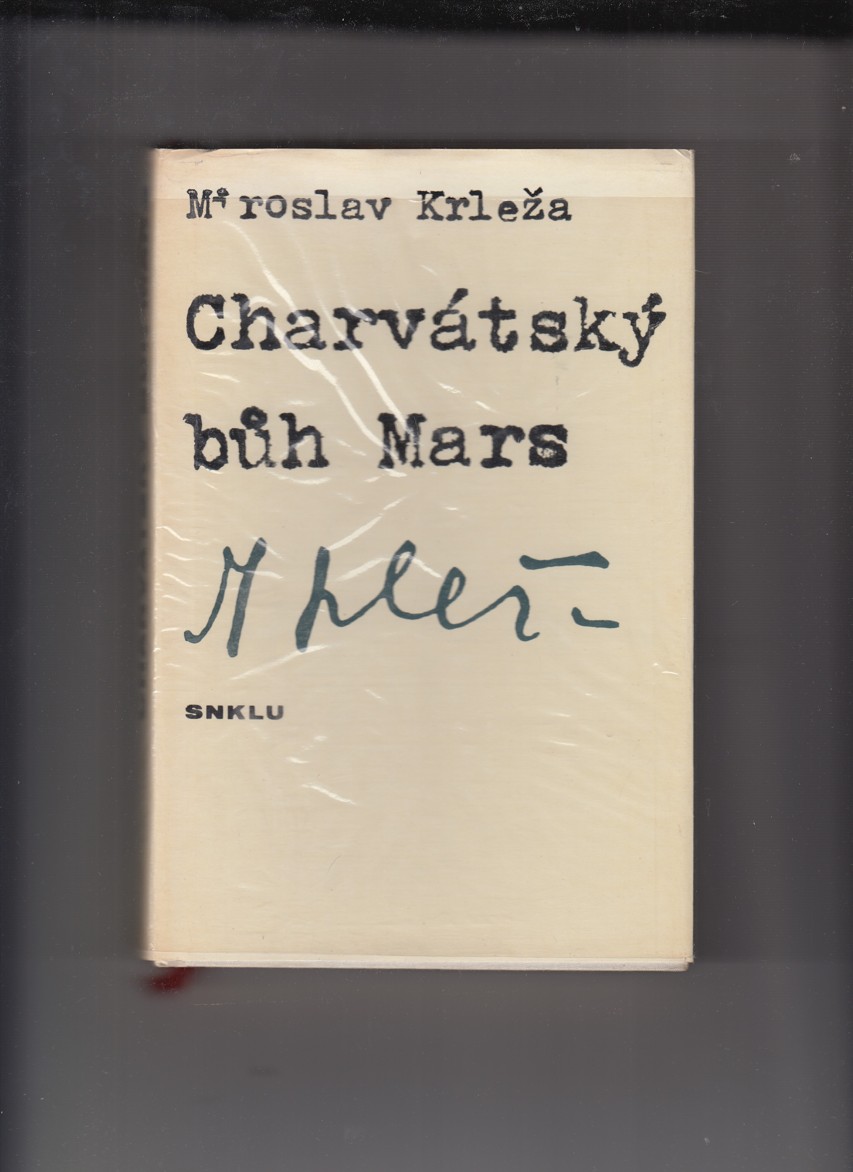 Miroslav Krleža
Charvátský
bůh Mars
SNKLU